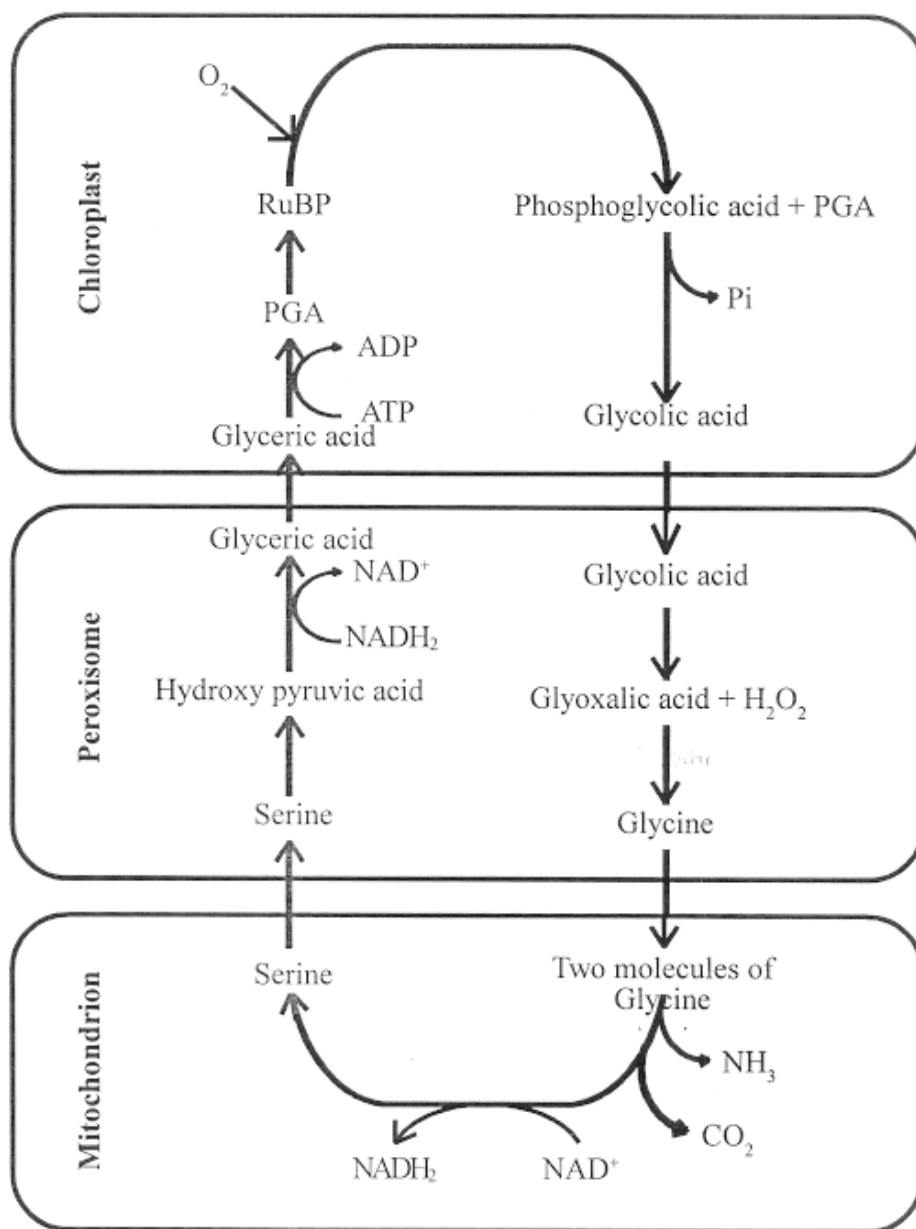 Chloroplast
O₂
RuBP
Phosphoglycolic acid + PGA
Pi
PGA
ADP
ATP
Glyceric acid
Glycolic acid
Peroxisome
Glyceric acid
NAD⁺
NADH₂
Glycolic acid
Hydroxy pyruvic acid
Glyoxalic acid + H₂O₂
Serine
Glycine
Mitochondrion
Serine
Two molecules of
Glycine
NH₃
CO₂
NADH₂
NAD⁺